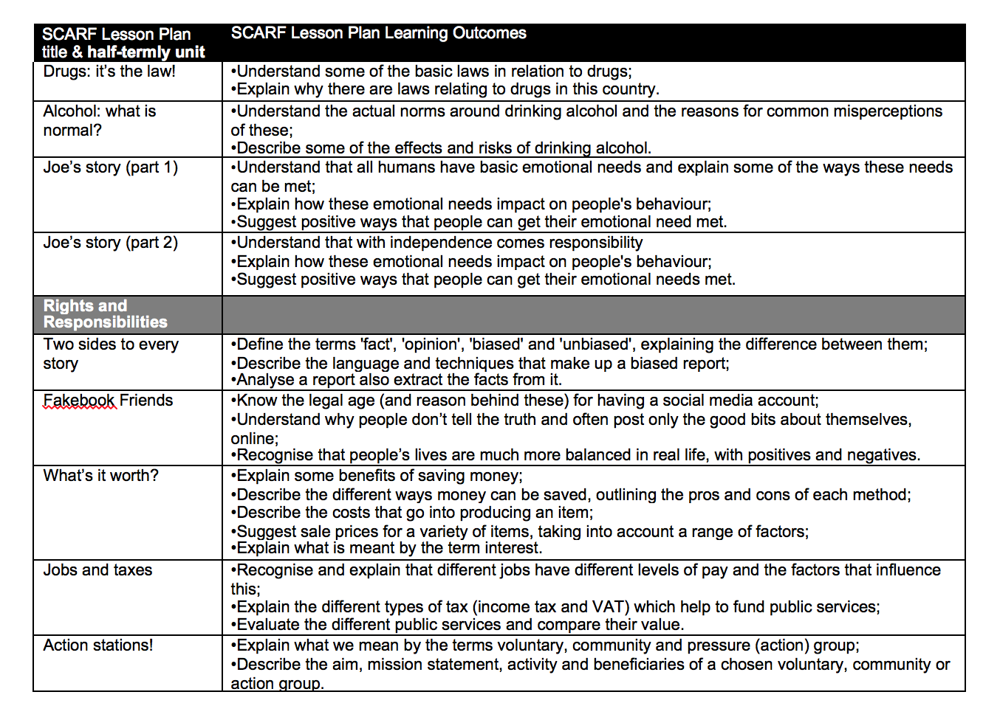 SCARF Lesson Plan
title & half-termly unit
SCARF Lesson Plan Learning Outcomes
Drugs: it's the law!
•Understand some of the basic laws in relation to drugs;
•Explain why there are laws relating to drugs in this country.
Alcohol: what is
normal?
•Understand the actual norms around drinking alcohol and the reasons for common misperceptions
of these;
•Describe some of the effects and risks of drinking alcohol.
Joe's story (part 1)
•Understand that all humans have basic emotional needs and explain some of the ways these needs
can be met;
•Explain how these emotional needs impact on people's behaviour;
•Suggest positive ways that people can get their emotional need met.
Joe's story (part 2)
•Understand that with independence comes responsibility
•Explain how these emotional needs impact on people's behaviour;
•Suggest positive ways that people can get their emotional needs met.
Rights and
Responsibilities
Two sides to every
story
•Define the terms 'fact', 'opinion', 'biased' and 'unbiased', explaining the difference between them;
•Describe the language and techniques that make up a biased report;
•Analyse a report also extract the facts from it.
Fakebook Friends
•Know the legal age (and reason behind these) for having a social media account;
•Understand why people don't tell the truth and often post only the good bits about themselves,
online;
•Recognise that people's lives are much more balanced in real life, with positives and negatives.
What's it worth?
•Explain some benefits of saving money;
•Describe the different ways money can be saved, outlining the pros and cons of each method;
•Describe the costs that go into producing an item;
•Suggest sale prices for a variety of items, taking into account a range of factors;
•Explain what is meant by the term interest.
Jobs and taxes
•Recognise and explain that different jobs have different levels of pay and the factors that influence
this;
•Explain the different types of tax (income tax and VAT) which help to fund public services;
•Evaluate the different public services and compare their value.
Action stations!
•Explain what we mean by the terms voluntary, community and pressure (action) group;
•Describe the aim, mission statement, activity and beneficiaries of a chosen voluntary, community or
action group.